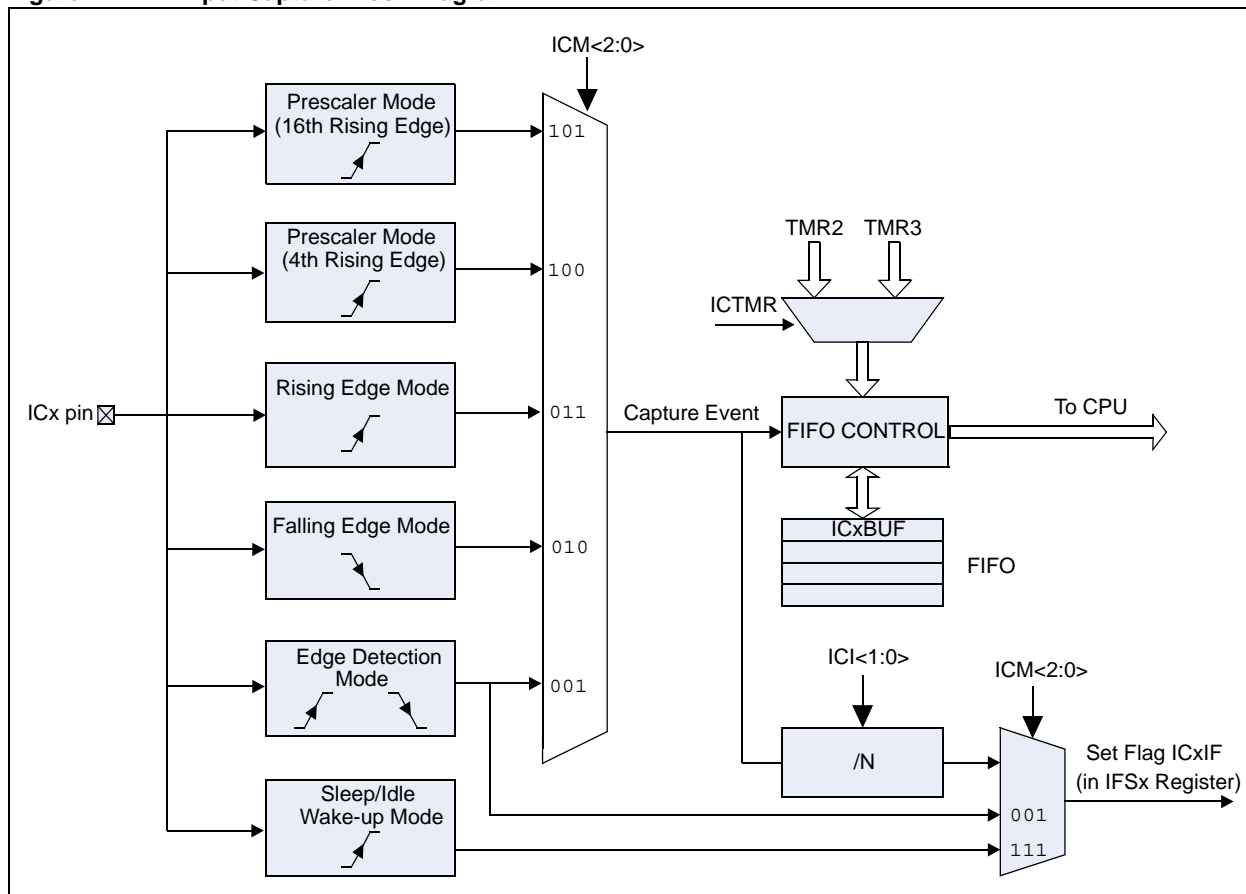 ICM<2:0>
Prescaler Mode
(16th Rising Edge)
101
Prescaler Mode
(4th Rising Edge)
100
TMR2
TMR3
ICTMR
Rising Edge Mode
ICx pin
011
Capture Event
FIFO CONTROL
To CPU
Falling Edge Mode
010
ICxBUF
FIFO
Edge Detection
Mode
001
ICI<1:0>
ICM<2:0>
/N
Set Flag ICxIF
(in IFSx Register)
Sleep/Idle
Wake-up Mode
001
111